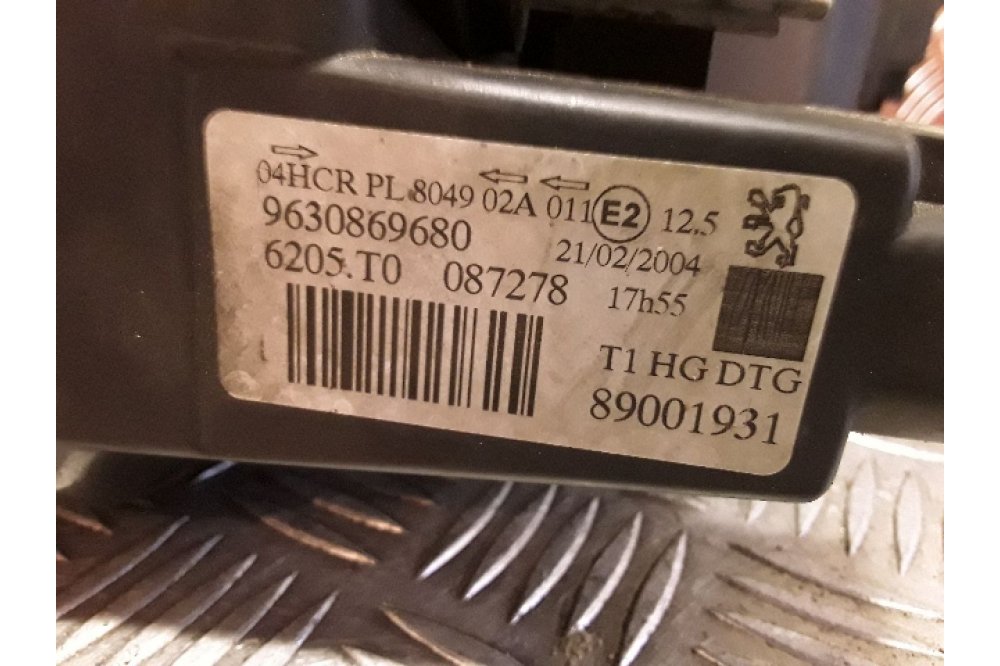 04HCR PL 8049 02A 011 E2 12.5
9630869680 21/02/2004
6205.T0 087278 17h55
T1 HG DTG
89001931